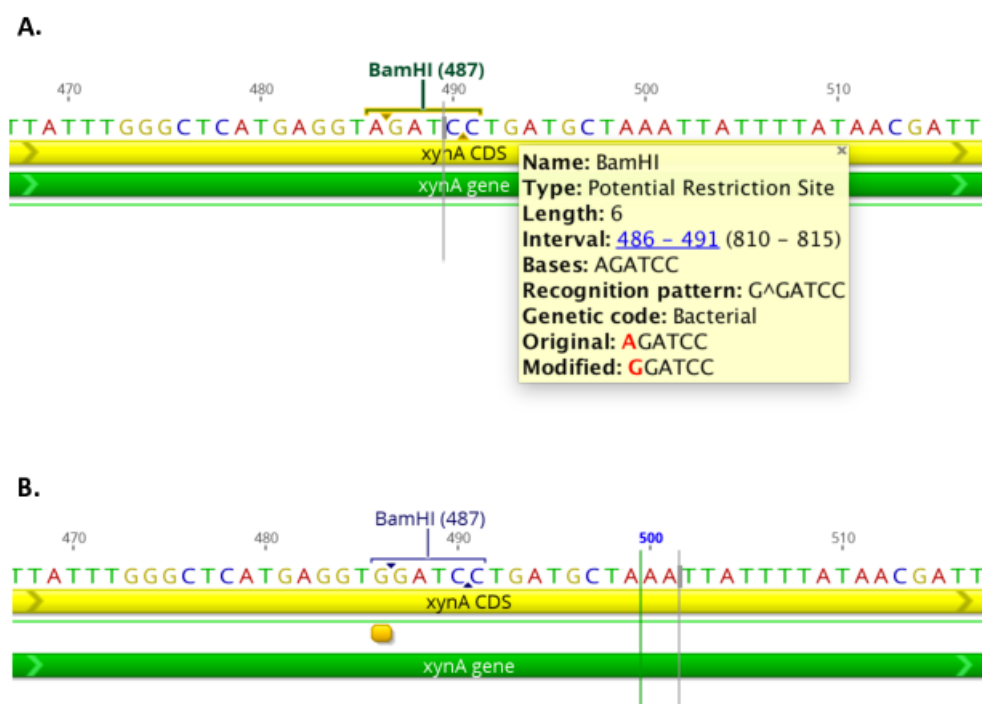 A.
BamHI (487)
470 480 490 500 510
TTATTTGGGCTCATGAGGTAGATCCTGATGCTAAATTATTTTATAACGATT
xynA CDS
xynA gene
Name: BamHI
Type: Potential Restriction Site
Length: 6
Interval: 486 – 491 (810 – 815)
Bases: AGATCC
Recognition pattern: G^GATCC
Genetic code: Bacterial
Original: AGATCC
Modified: GGATCC
B.
BamHI (487)
470 480 490 500 510
TTATTTGGGCTCATGAGGTGGATCCTGATGCTAAATTATTTTATAACGATT
xynA CDS
xynA gene